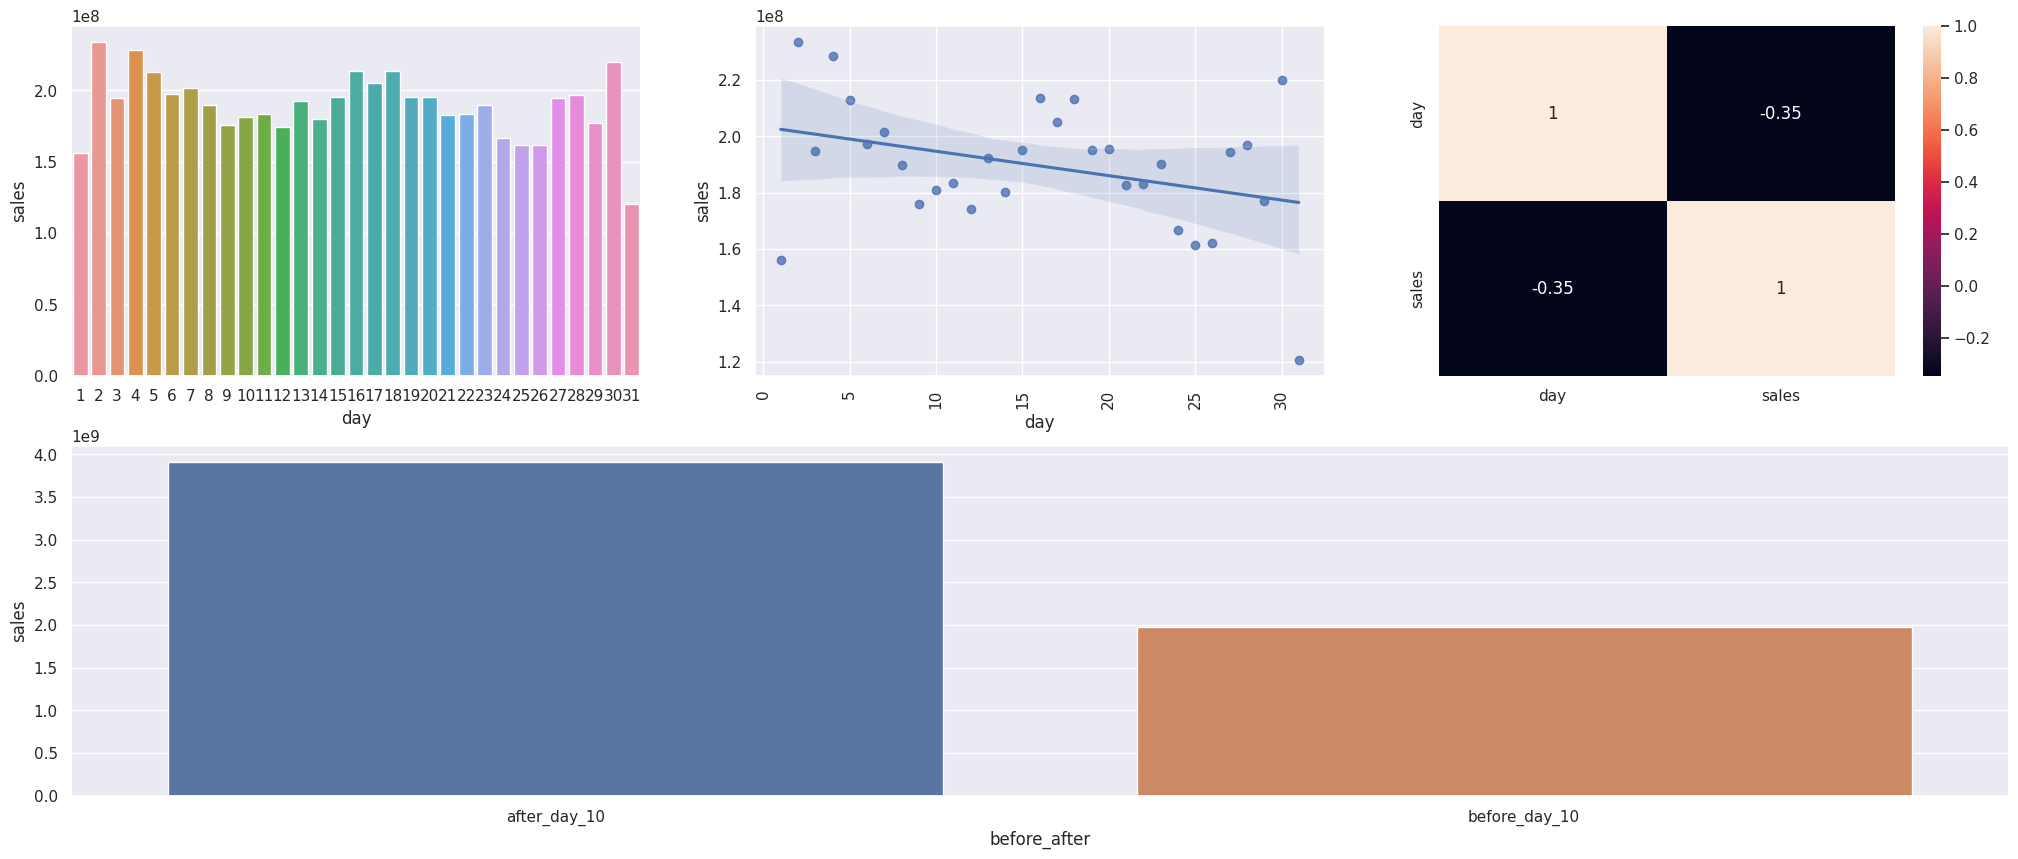 1e8
2.0
1.5
1.0
0.5
0.0
sales
1 2 3 4 5 6 7 8 9 10 11 12 13 14 15 16 17 18 19 20 21 22 23 24 25 26 27 28 29 30 31
day
1e8
2.2
2.0
1.8
1.6
1.4
1.2
sales
0 5 10 15 20 25 30
day
day
sales
1 -0.35
-0.35 1
day sales
1.0
0.8
0.6
0.4
0.2
0.0
−0.2
1e9
4.0
3.5
3.0
2.5
2.0
1.5
1.0
0.5
0.0
sales
after_day_10 before_day_10
before_after